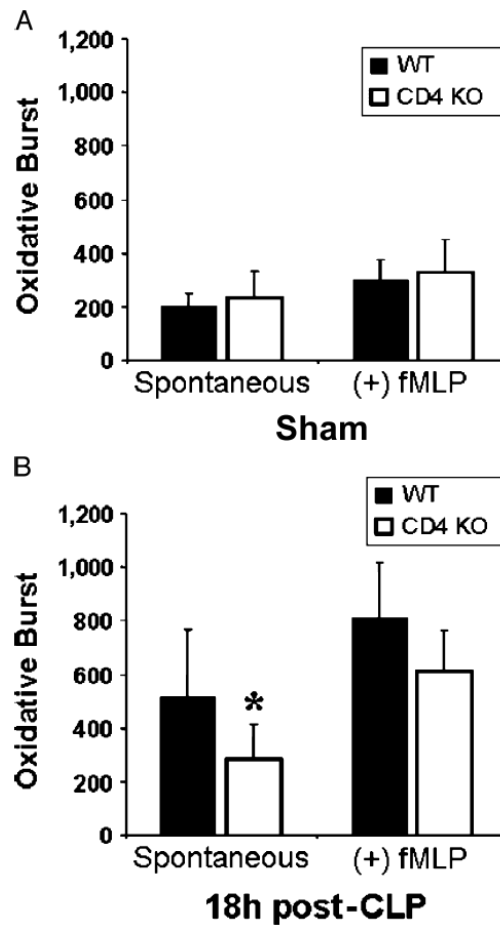 A
1,200
1,000
800
600
400
200
0
Oxidative Burst
WT
CD4 KO
Spontaneous (+) fMLP
Sham
B
1,200
1,000
800
600
400
200
0
Oxidative Burst
WT
CD4 KO
*
Spontaneous (+) fMLP
18h post-CLP